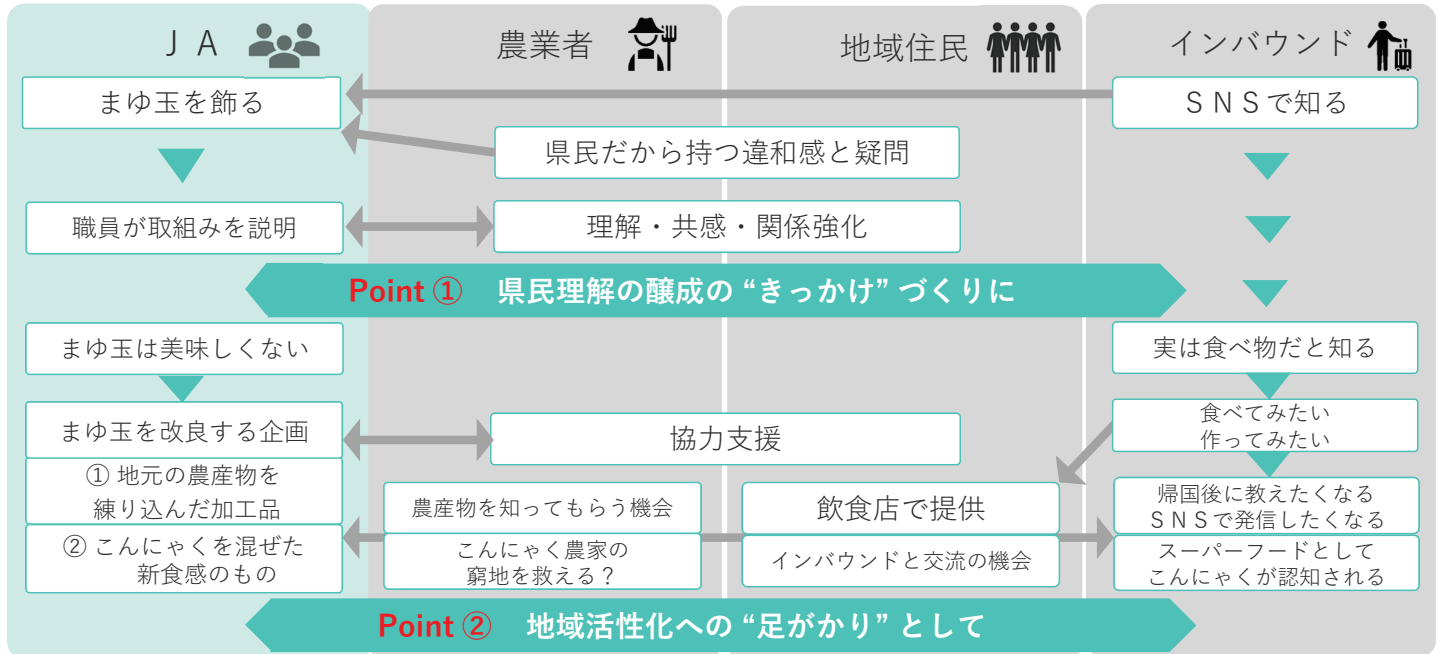 ＪＡ
農業者
地域住民
インバウンド
まゆ玉を飾る
ＳＮＳで知る
県民だから持つ違和感と疑問
職員が取組みを説明
理解・共感・関係強化
Point ① 県民理解の醸成の “きっかけ” づくりに
まゆ玉は美味しくない
実は食べ物だと知る
まゆ玉を改良する企画
協力支援
食べてみたい
作ってみたい
① 地元の農産物を
練り込んだ加工品
農産物を知ってもらう機会
飲食店で提供
帰国後に教えたくなる
ＳＮＳで発信したくなる
② こんにゃくを混ぜた
新食感のもの
こんにゃく農家の
窮地を救える？
インバウンドと交流の機会
スーパーフードとして
こんにゃくが認知される
Point ② 地域活性化への “足がかり” として